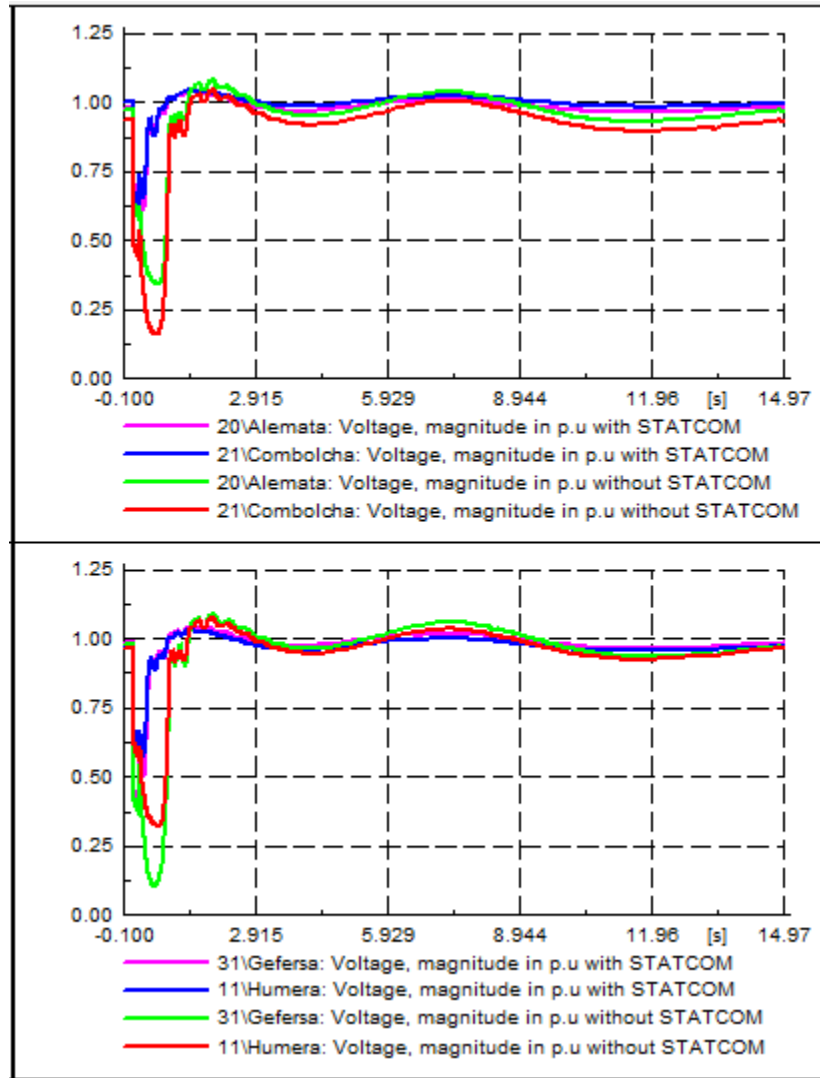 1.25
1.00
0.75
0.50
0.25
0.00
-0.100 2.915 5.929 8.944 11.96 [s] 14.97
20\Alemata: Voltage, magnitude in p.u with STATCOM
21\Combolcha: Voltage, magnitude in p.u with STATCOM
20\Alemata: Voltage, magnitude in p.u without STATCOM
21\Combolcha: Voltage, magnitude in p.u without STATCOM
1.25
1.00
0.75
0.50
0.25
0.00
-0.100 2.915 5.929 8.944 11.96 [s] 14.97
31\Gefersa: Voltage, magnitude in p.u with STATCOM
11\Humera: Voltage, magnitude in p.u with STATCOM
31\Gefersa: Voltage, magnitude in p.u without STATCOM
11\Humera: Voltage, magnitude in p.u without STATCOM